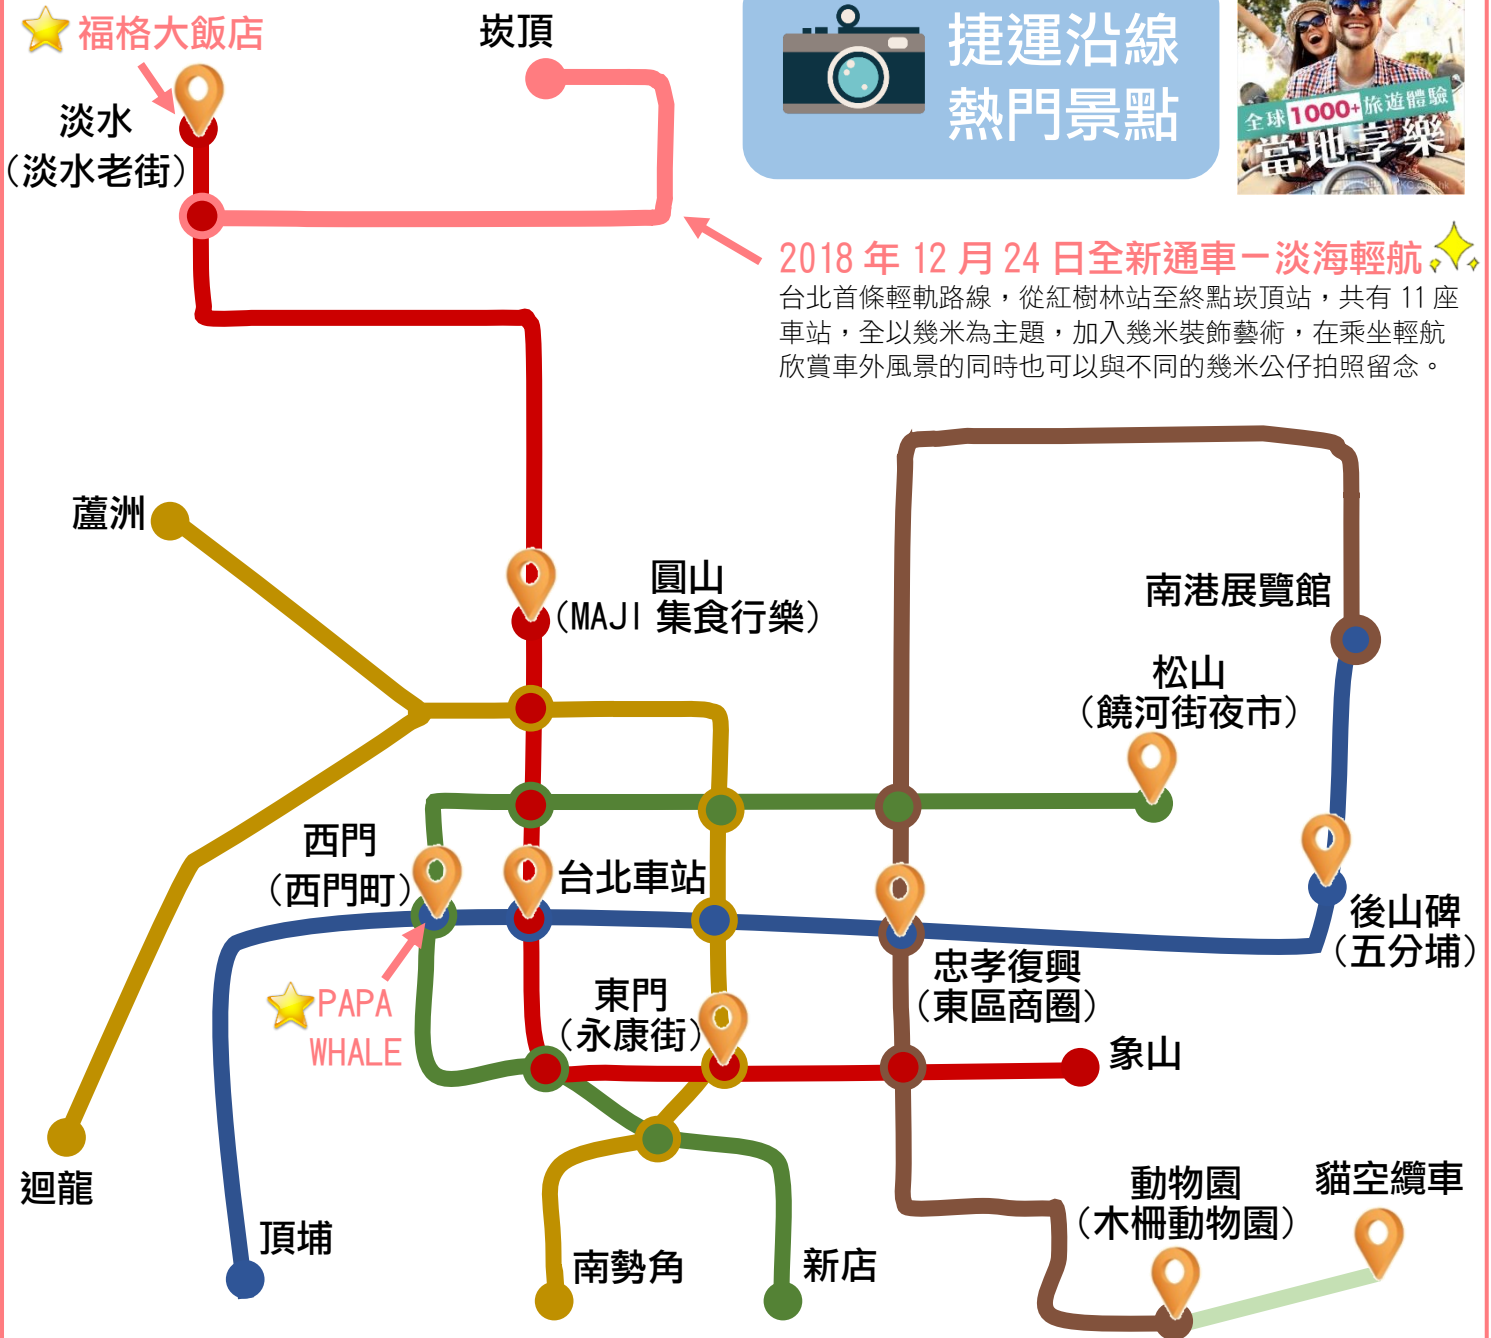 福格大飯店
崁頂
捷運沿線
熱門景點
全球1000+旅遊體驗
當地享樂
淡水
（淡水老街）
2018 年 12 月 24 日全新通車－淡海輕航
台北首條輕軌路線，從紅樹林站至終點崁頂站，共有 11 座
車站，全以幾米為主題，加入幾米裝飾藝術，在乘坐輕航
欣賞車外風景的同時也可以與不同的幾米公仔拍照留念。
蘆洲
圓山
（MAJI 集食行樂）
南港展覽館
松山
（饒河街夜市）
西門
（西門町）
台北車站
後山碑
（五分埔）
忠孝復興
（東區商圈）
PAPA
WHALE
東門
（永康街）
象山
迴龍
頂埔
南勢角
新店
動物園
（木柵動物園）
貓空纜車